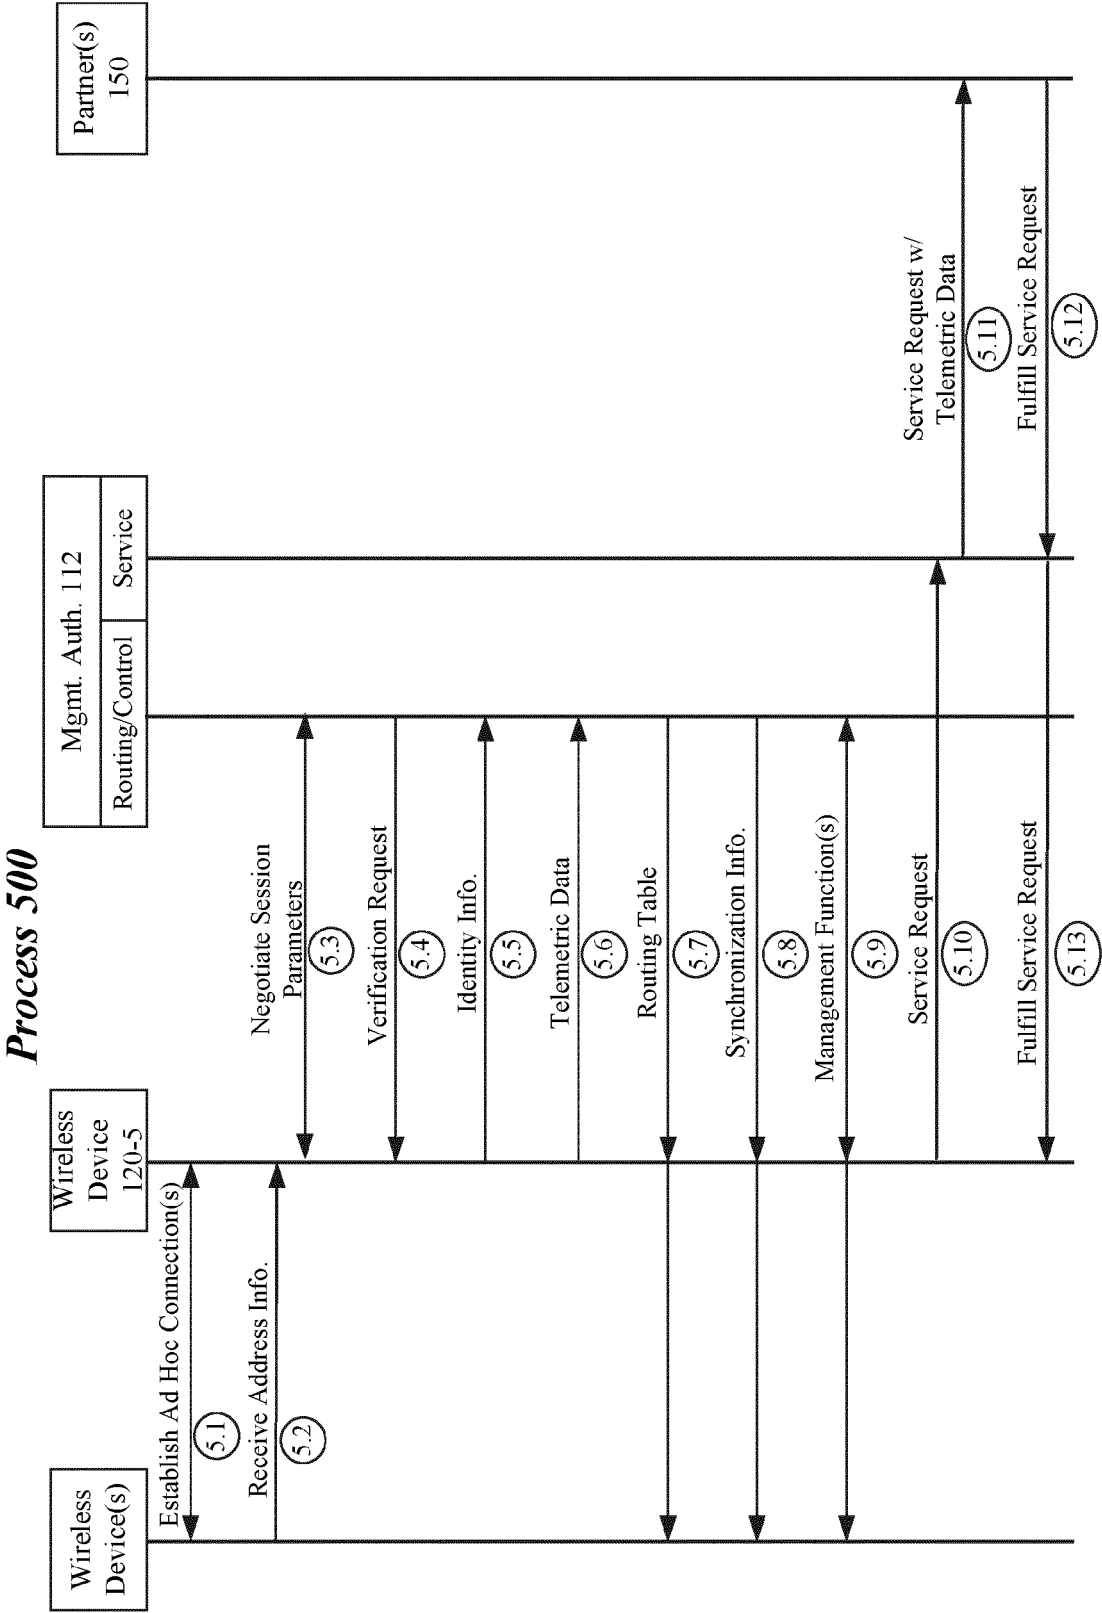 Process 500
Wireless
Device(s)
Wireless
Device
120-5
Mgmt. Auth. 112
Routing/Control
Service
Partner(s)
150
Establish Ad Hoc Connection(s)
5.1
Receive Address Info.
5.2
Negotiate Session
Parameters
5.3
Verification Request
5.4
Identity Info.
5.5
Telemetric Data
5.6
Routing Table
5.7
Synchronization Info.
5.8
Management Function(s)
5.9
Service Request
5.10
Service Request w/
Telemetric Data
5.11
Fulfill Service Request
5.12
Fulfill Service Request
5.13